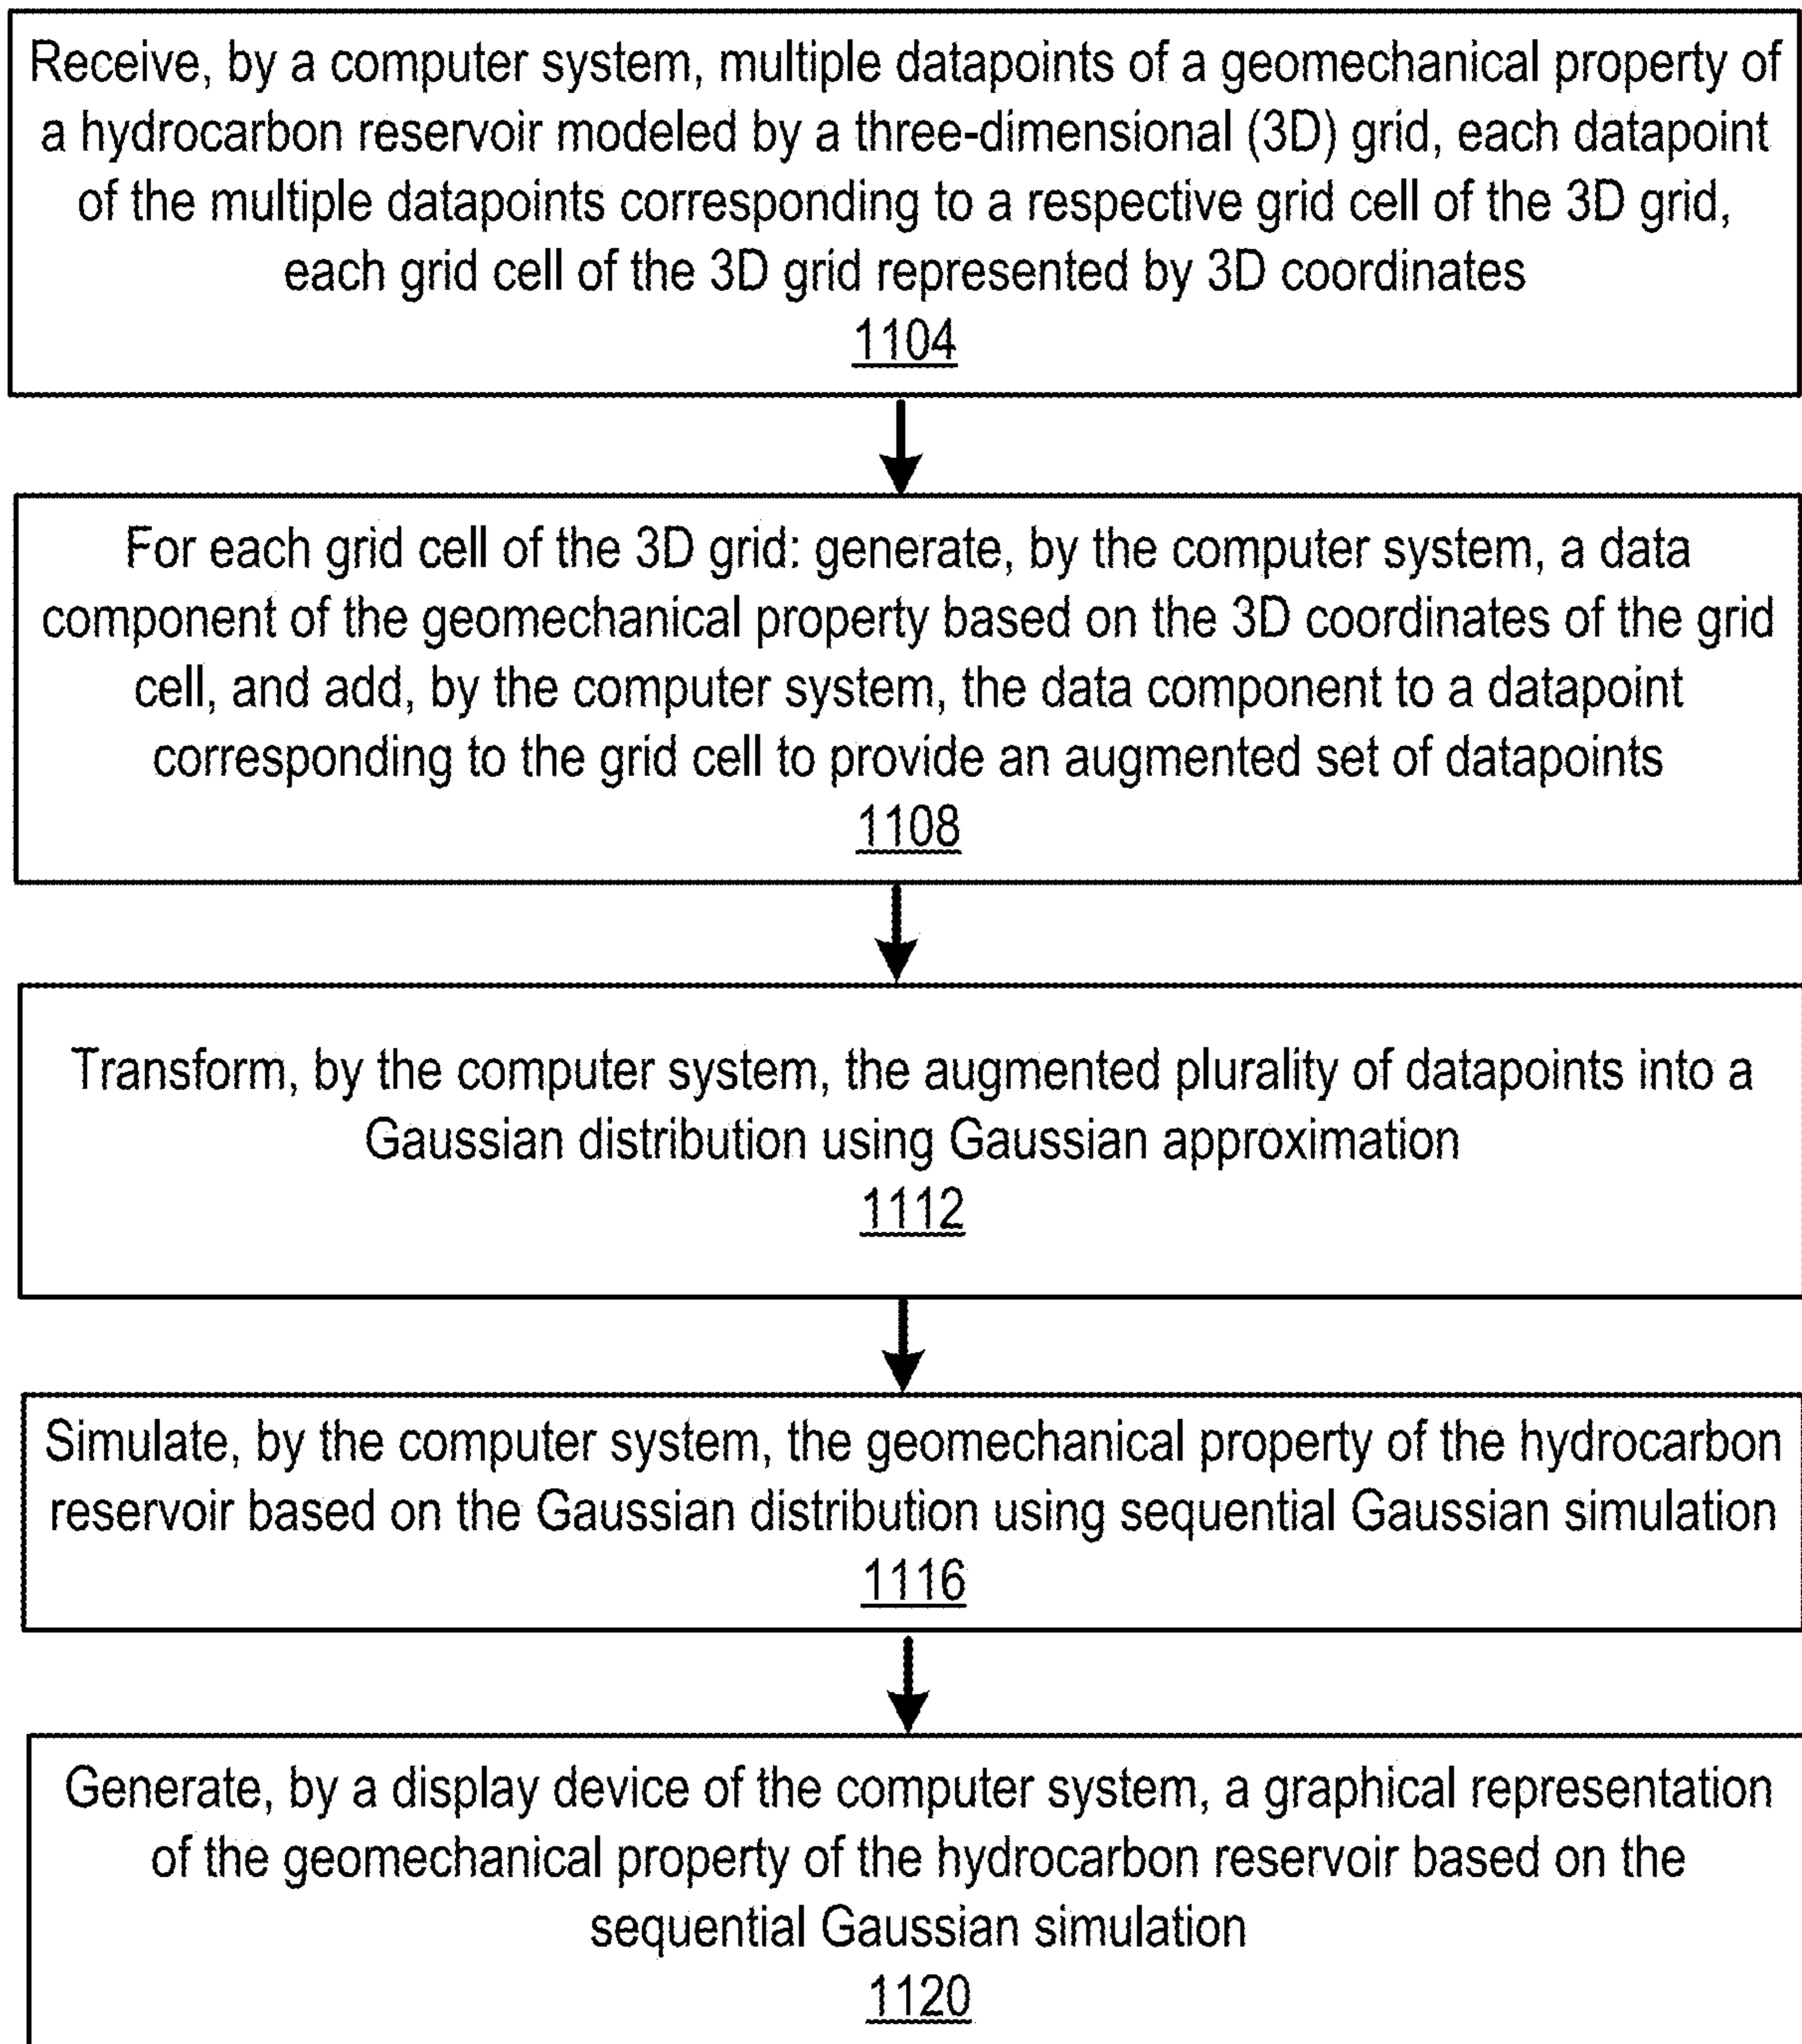 Receive, by a computer system, multiple datapoints of a geomechanical property of
a hydrocarbon reservoir modeled by a three-dimensional (3D) grid, each datapoint
of the multiple datapoints corresponding to a respective grid cell of the 3D grid,
each grid cell of the 3D grid represented by 3D coordinates
1104
For each grid cell of the 3D grid: generate, by the computer system, a data
component of the geomechanical property based on the 3D coordinates of the grid
cell, and add, by the computer system, the data component to a datapoint
corresponding to the grid cell to provide an augmented set of datapoints
1108
Transform, by the computer system, the augmented plurality of datapoints into a
Gaussian distribution using Gaussian approximation
1112
Simulate, by the computer system, the geomechanical property of the hydrocarbon
reservoir based on the Gaussian distribution using sequential Gaussian simulation
1116
Generate, by a display device of the computer system, a graphical representation
of the geomechanical property of the hydrocarbon reservoir based on the
sequential Gaussian simulation
1120